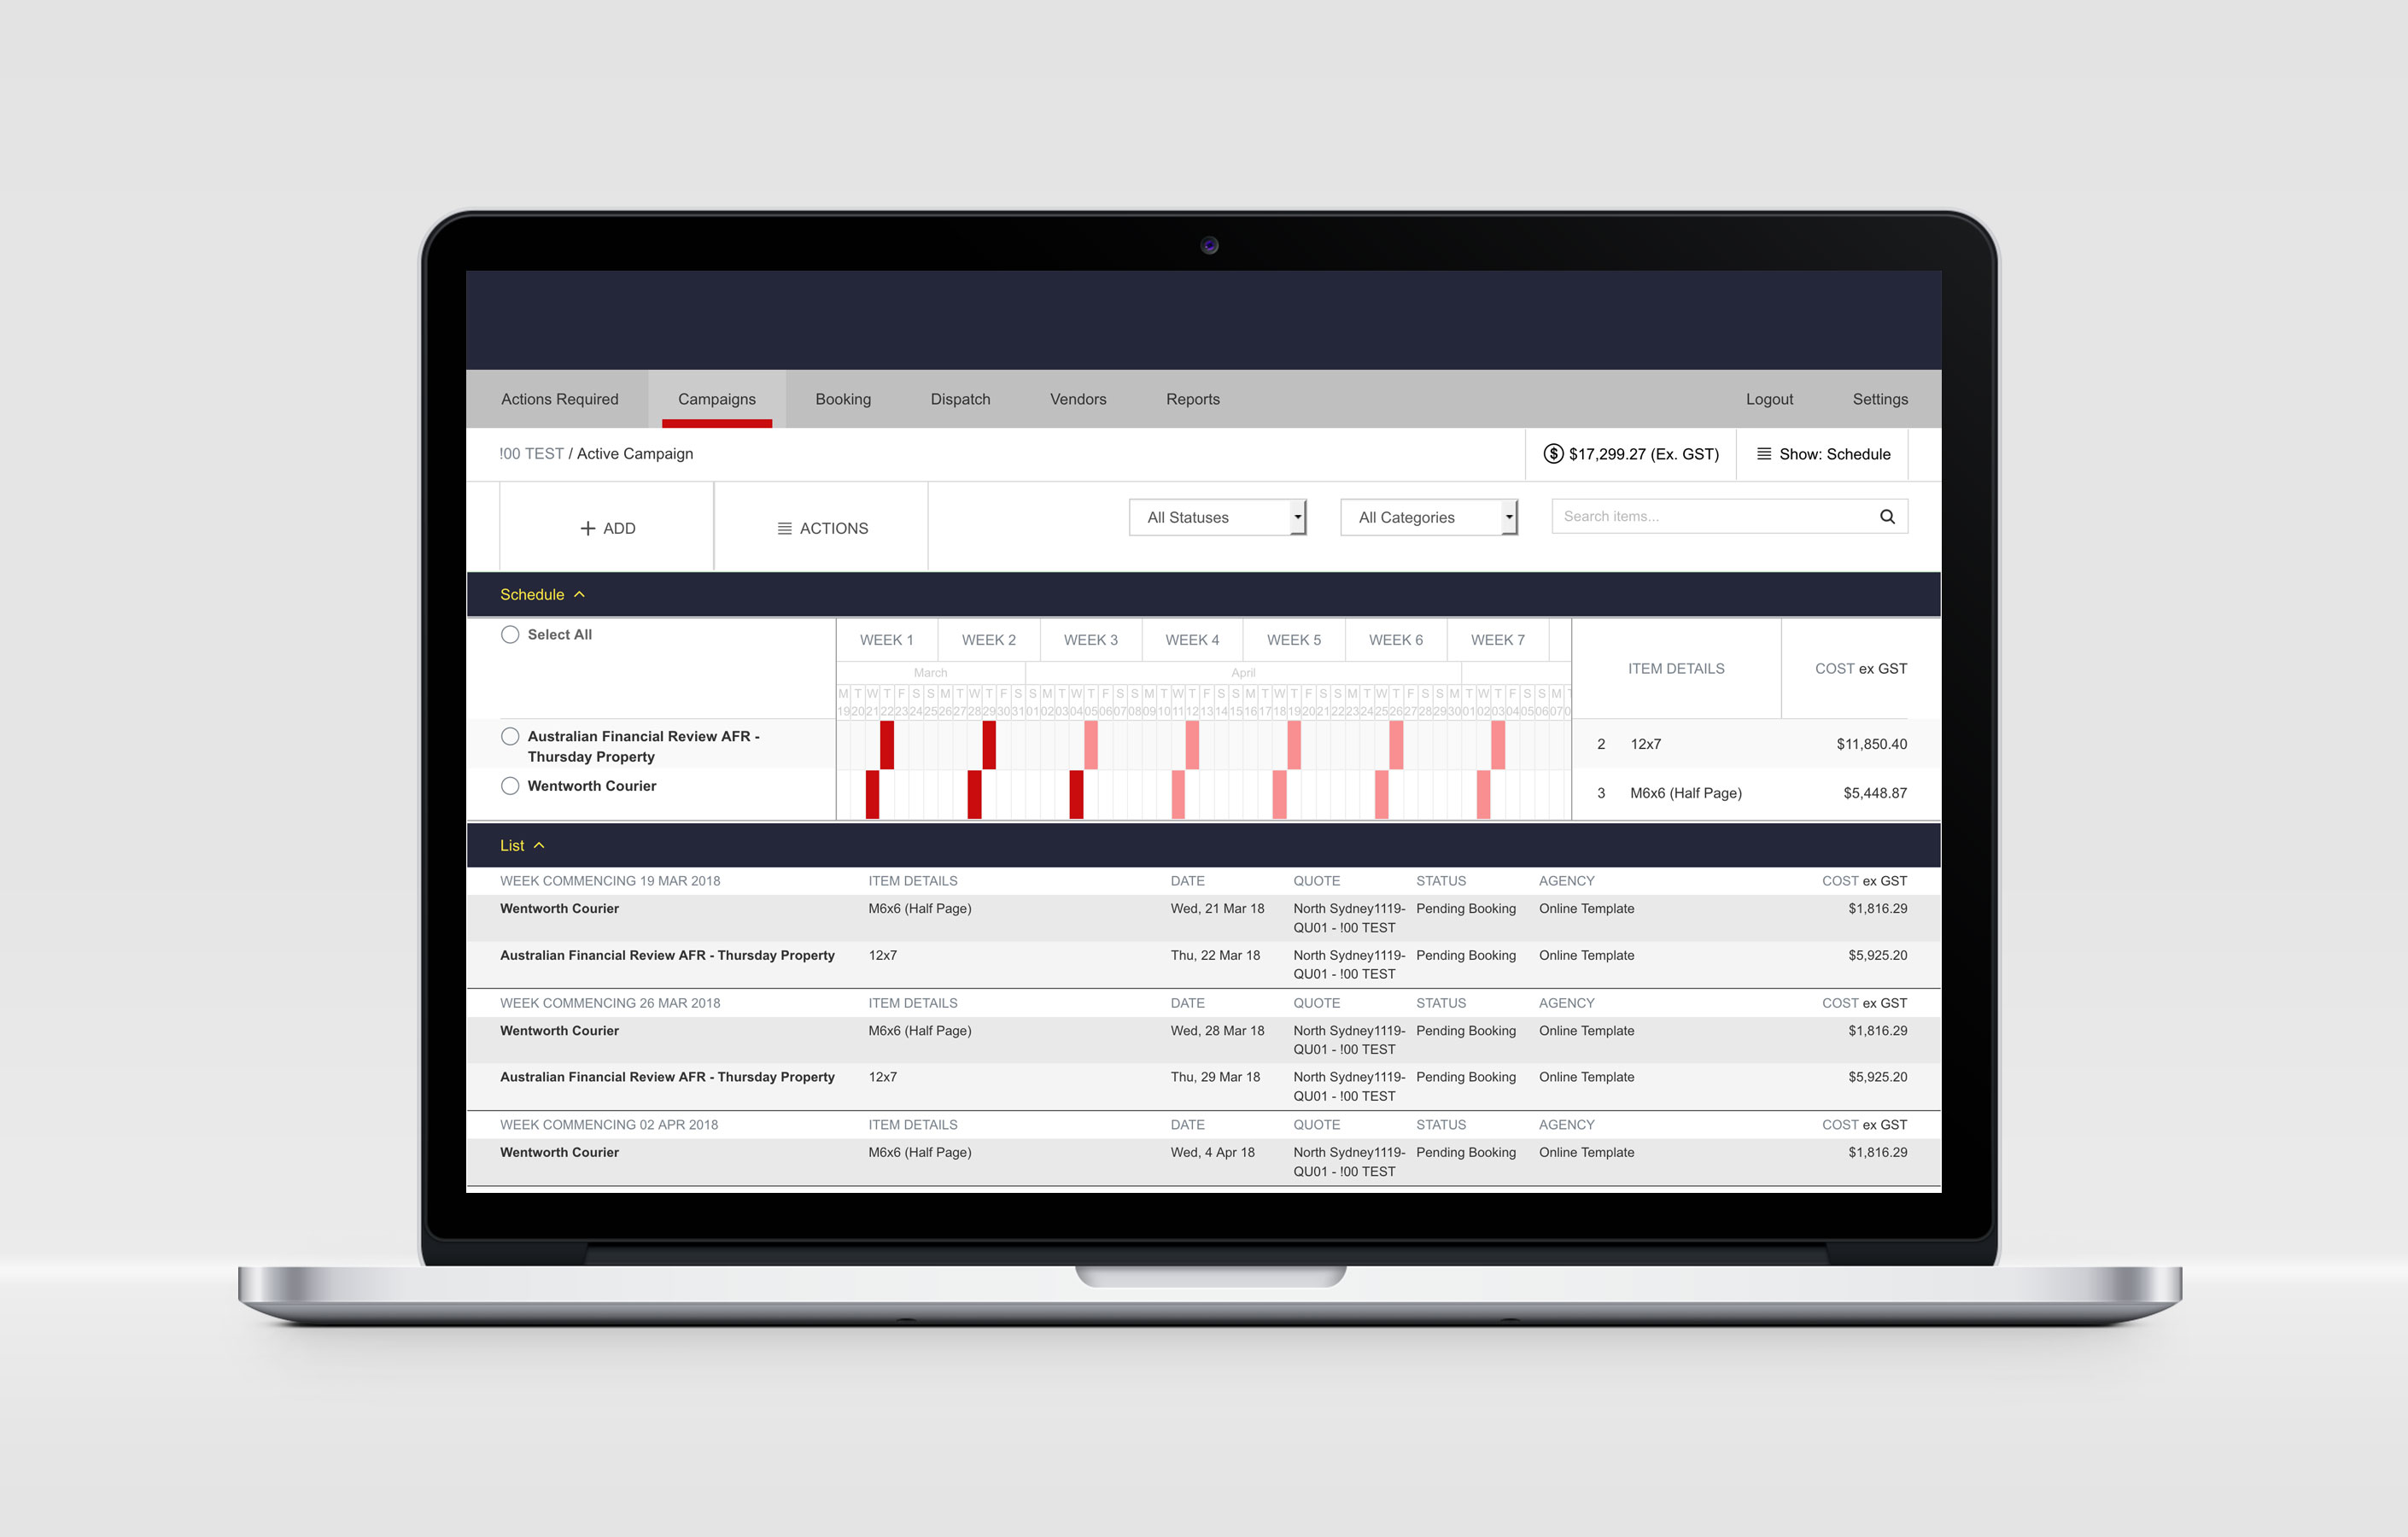 Actions Required Campaigns Booking Dispatch Vendors Reports Logout Settings
!00 TEST / Active Campaign $17,299.27 (Ex. GST) Show: Schedule
ADD ACTIONS All Statuses All Categories Search items...
Schedule
Select All WEEK 1 WEEK 2 WEEK 3 WEEK 4 WEEK 5 WEEK 6 WEEK 7 ITEM DETAILS COST ex GST
March April
M T W T F S S M T W T F S S M T W T F S S M T W T F S S M T W T F S S M T W T F S S M T W T F S S M T
19 20 21 22 23 24 25 26 27 28 29 30 31 01 02 03 04 05 06 07 08 09 10 11 12 13 14 15 16 17 18 19 20 21 22 23 24 25 26 27 28 29 30 01 02 03 04 05 06 07 0
Australian Financial Review AFR -
Thursday Property 2 12x7 $11,850.40
Wentworth Courier 3 M6x6 (Half Page) $5,448.87
List
WEEK COMMENCING 19 MAR 2018 ITEM DETAILS DATE QUOTE STATUS AGENCY COST ex GST
Wentworth Courier M6x6 (Half Page) Wed, 21 Mar 18 North Sydney1119- Pending Booking Online Template $1,816.29
QU01 - !00 TEST
Australian Financial Review AFR - Thursday Property 12x7 Thu, 22 Mar 18 North Sydney1119- Pending Booking Online Template $5,925.20
QU01 - !00 TEST
WEEK COMMENCING 26 MAR 2018 ITEM DETAILS DATE QUOTE STATUS AGENCY COST ex GST
Wentworth Courier M6x6 (Half Page) Wed, 28 Mar 18 North Sydney1119- Pending Booking Online Template $1,816.29
QU01 - !00 TEST
Australian Financial Review AFR - Thursday Property 12x7 Thu, 29 Mar 18 North Sydney1119- Pending Booking Online Template $5,925.20
QU01 - !00 TEST
WEEK COMMENCING 02 APR 2018 ITEM DETAILS DATE QUOTE STATUS AGENCY COST ex GST
Wentworth Courier M6x6 (Half Page) Wed, 4 Apr 18 North Sydney1119- Pending Booking Online Template $1,816.29
QU01 - !00 TEST